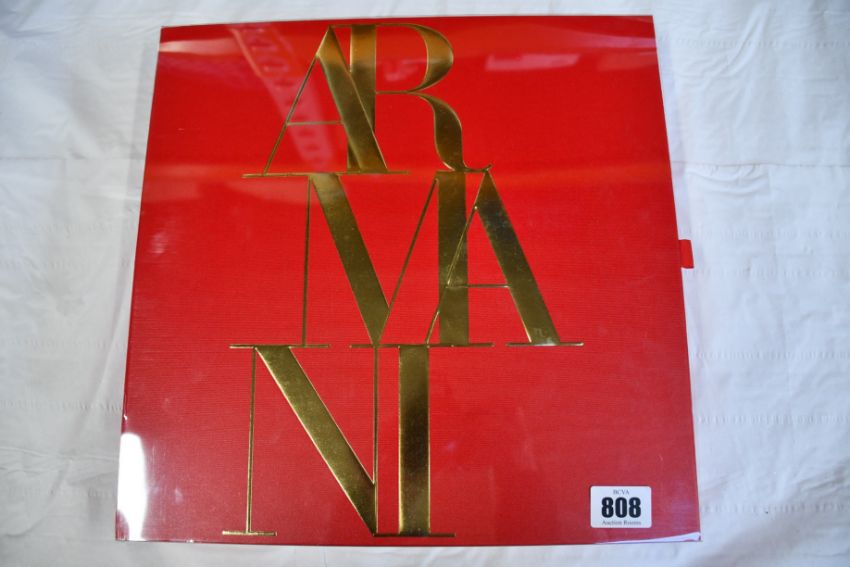 AR
MA
NI
BCVA
808
Auction Rooms